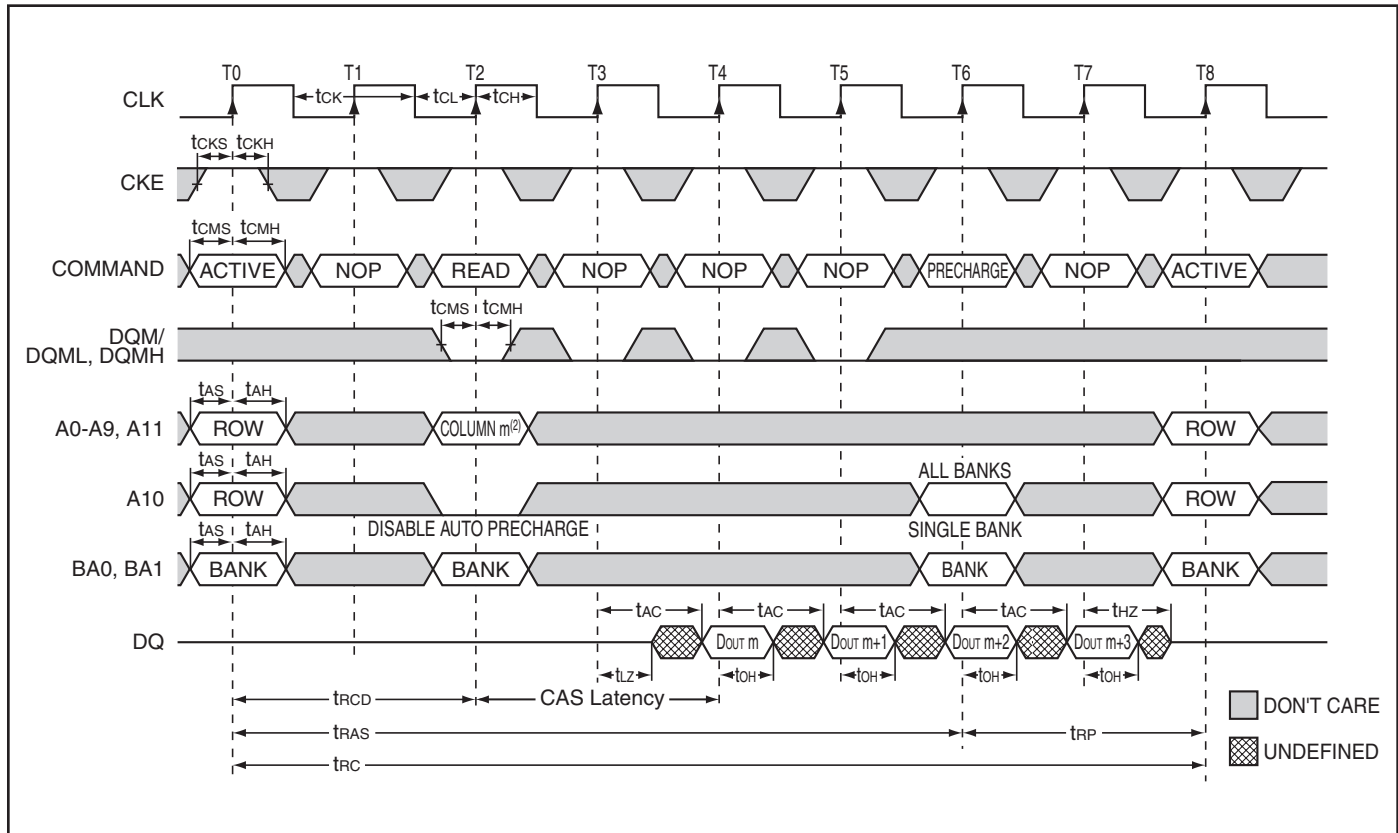 T0 T1 T2 T3 T4 T5 T6 T7 T8
CLK tCK tCL tCH
tCKS tCKH
CKE
tCMS tCMH
COMMAND ACTIVE NOP READ NOP NOP NOP PRECHARGE NOP ACTIVE
tCMS tCMH
DQM/
DQML, DQMH
tAS tAH
A0-A9, A11 ROW COLUMN m(2) ROW
tAS tAH ALL BANKS
A10 ROW ROW
DISABLE AUTO PRECHARGE SINGLE BANK
tAS tAH
BA0, BA1 BANK BANK BANK BANK
tAC tAC tAC tAC tHZ
DQ DOUT m DOUT m+1 DOUT m+2 DOUT m+3
tLZ tOH tOH tOH tOH
tRCD CAS Latency
DON'T CARE
tRAS tRP
UNDEFINED
tRC